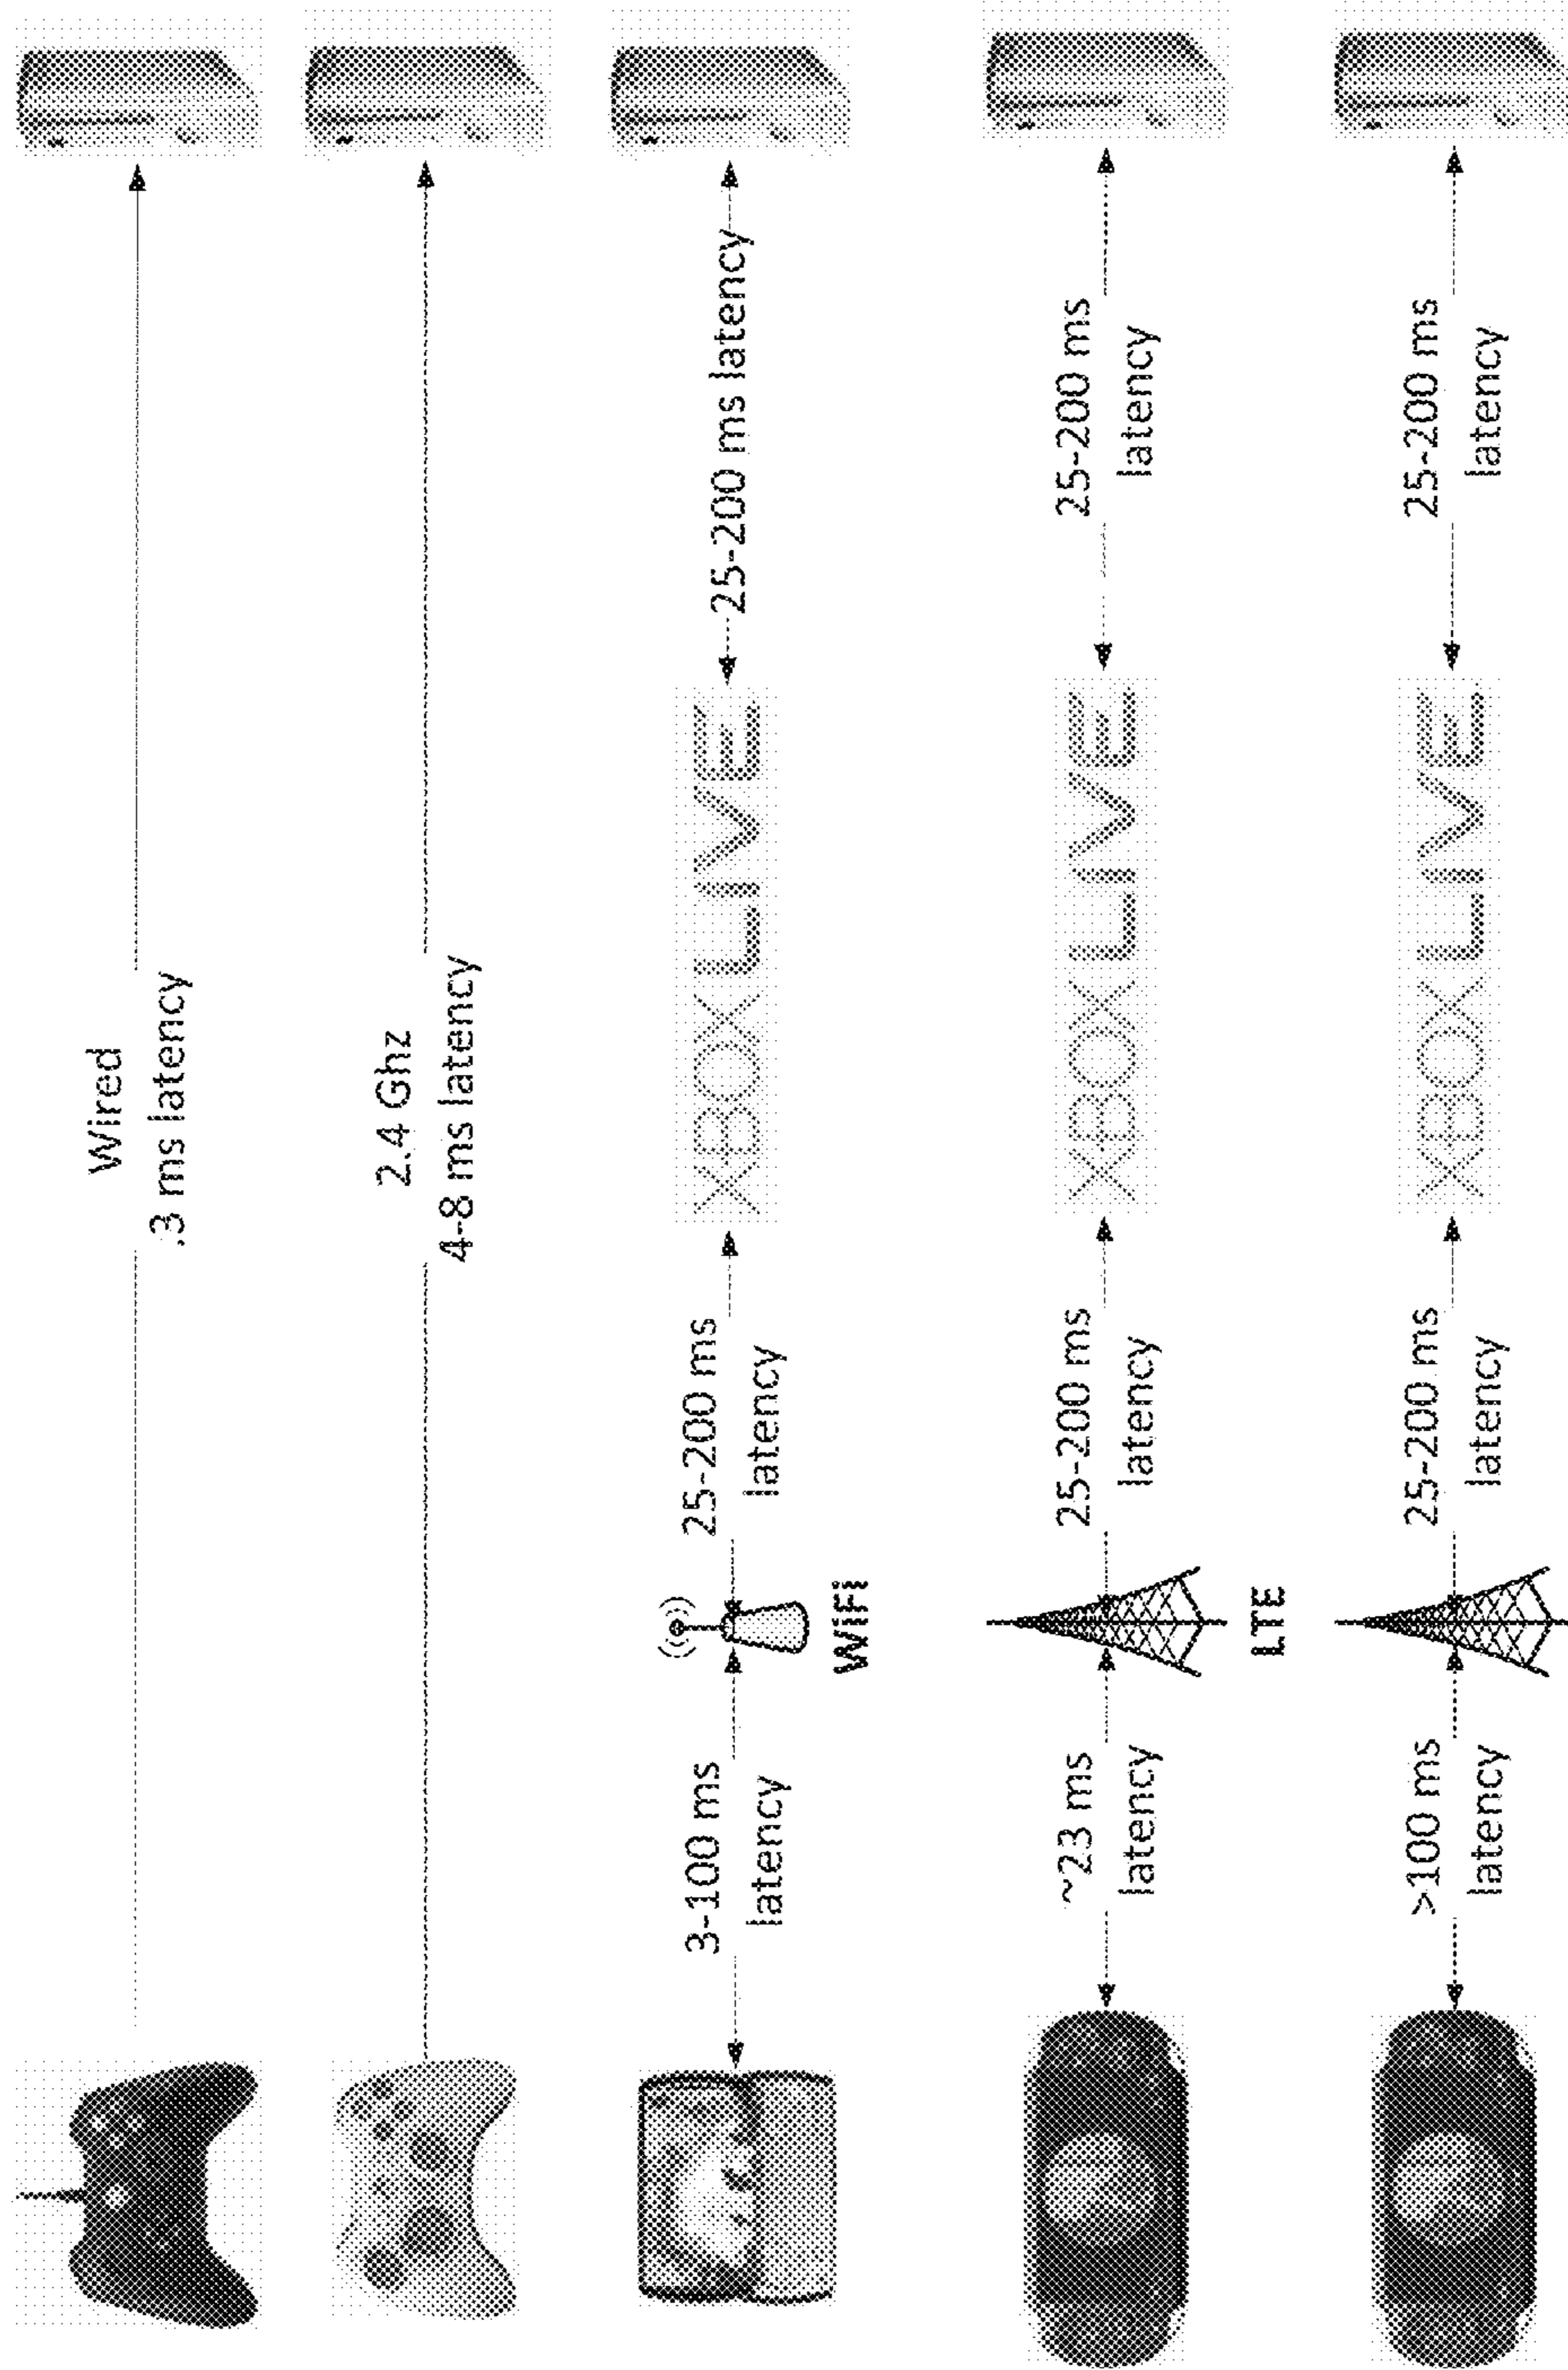 Wired
.3 ms latency
2.4 Ghz
4-8 ms latency
3-100 ms
latency
WiFi
25-200 ms
latency
XBOX LIVE
25-200 ms latency
~23 ms
latency
LTE
25-200 ms
latency
XBOX LIVE
25-200 ms
latency
>100 ms
latency
25-200 ms
latency
XBOX LIVE
25-200 ms
latency